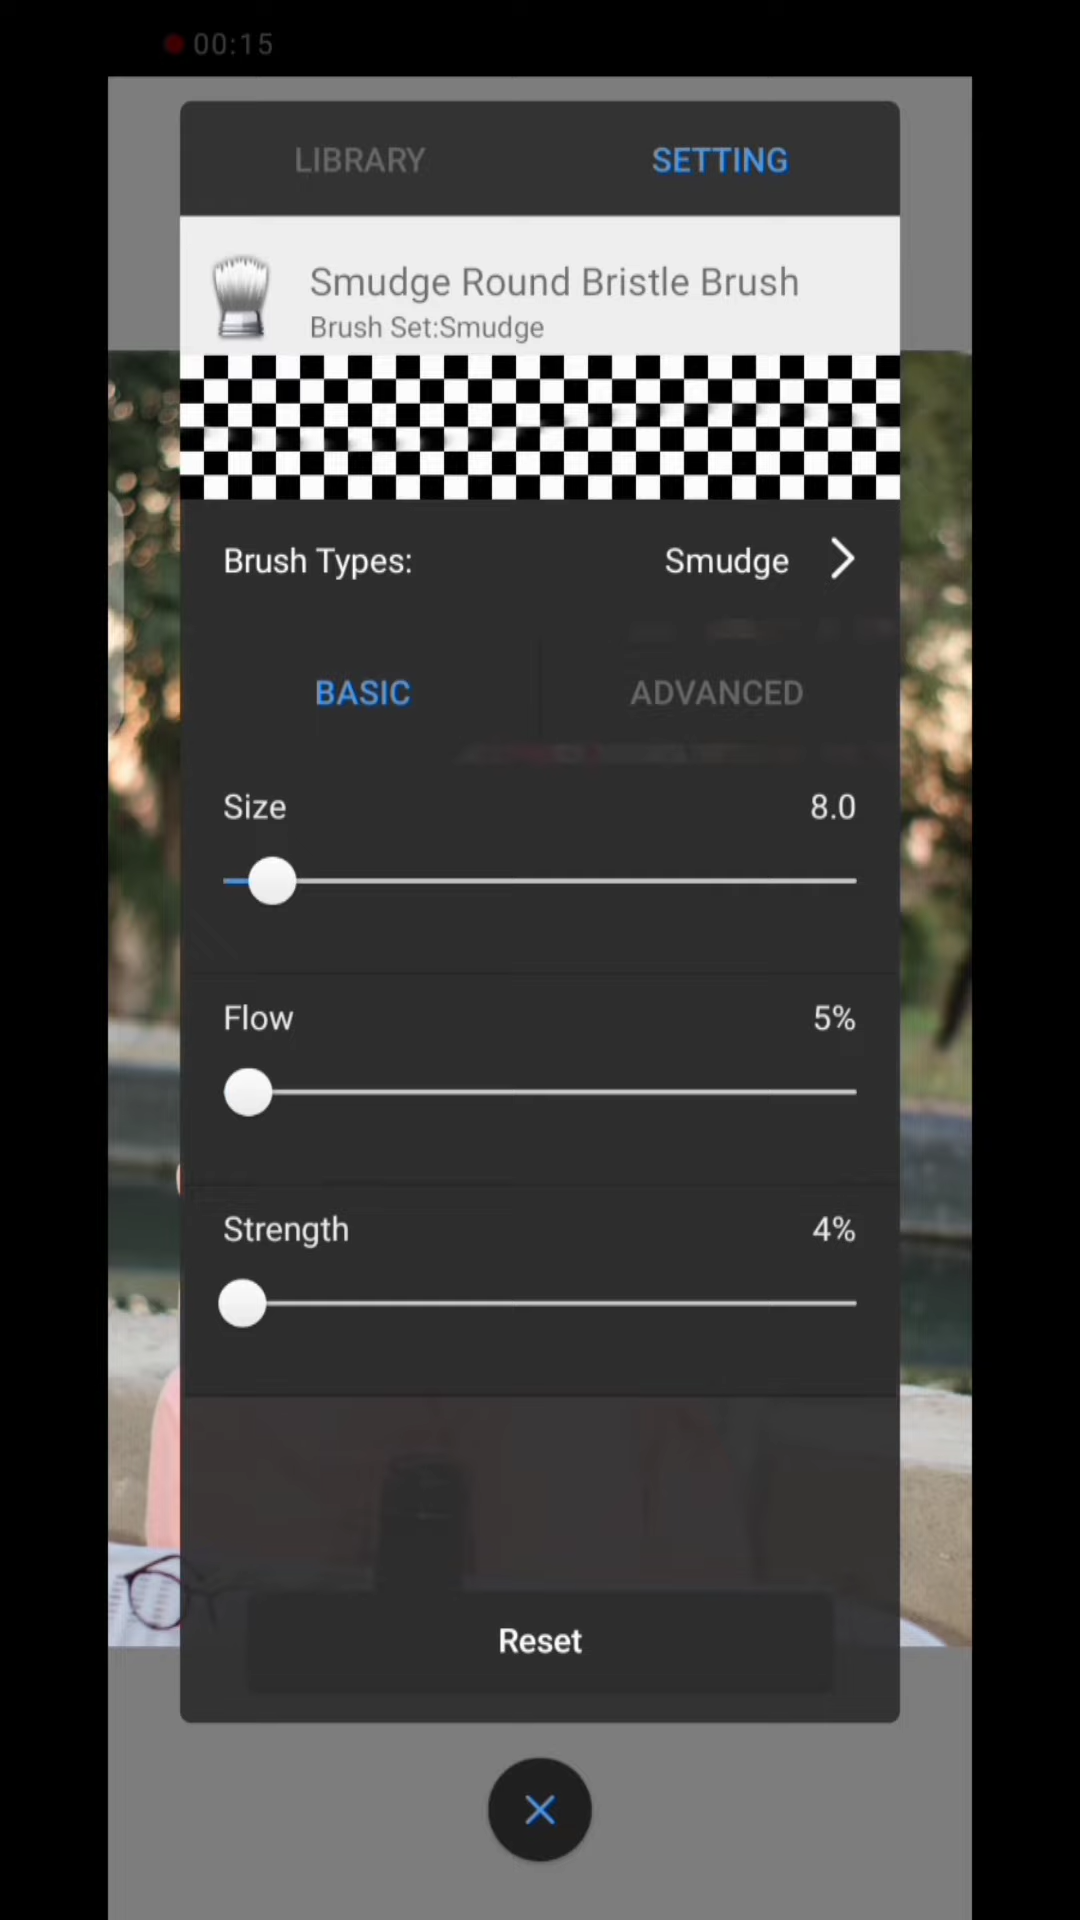 00:15
LIBRARY SETTING
Smudge Round Bristle Brush
Brush Set:Smudge
Brush Types: Smudge
BASIC ADVANCED
Size 8.0
Flow 5%
Strength 4%
Reset